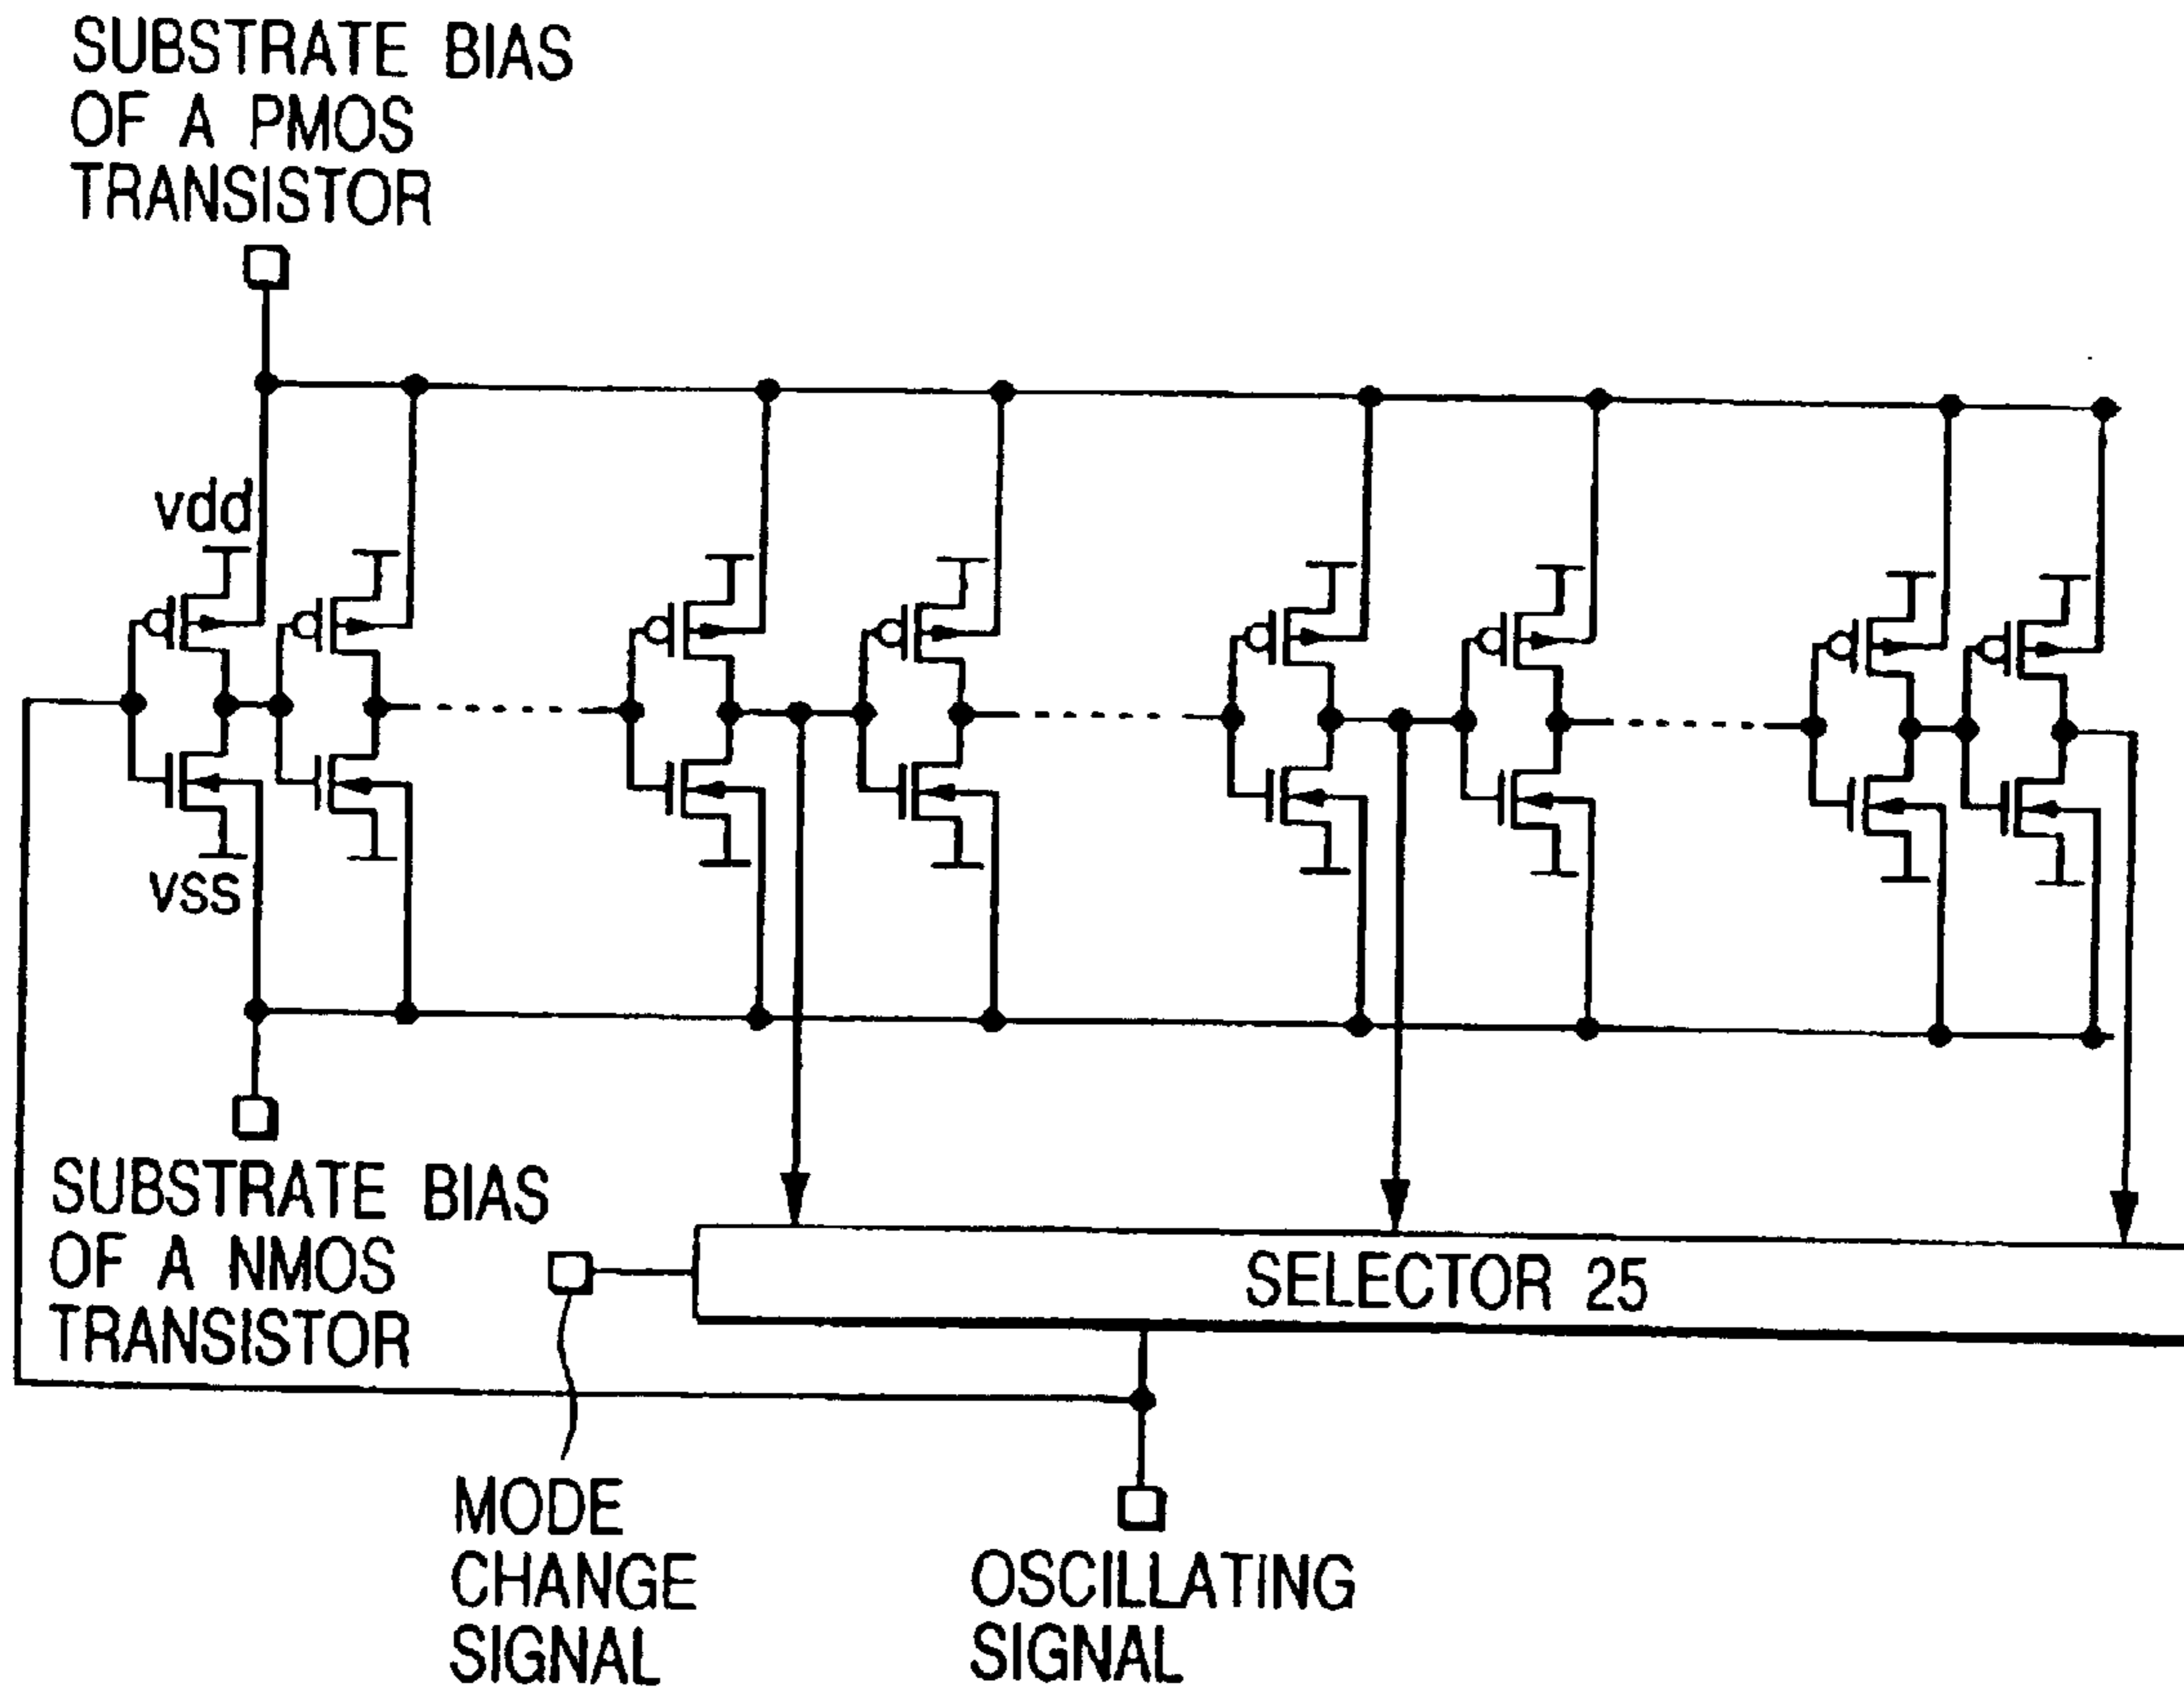 SUBSTRATE BIAS
OF A PMOS
TRANSISTOR
vdd
vss
SUBSTRATE BIAS
OF A NMOS
TRANSISTOR
SELECTOR 25
MODE
CHANGE
SIGNAL
OSCILLATING
SIGNAL